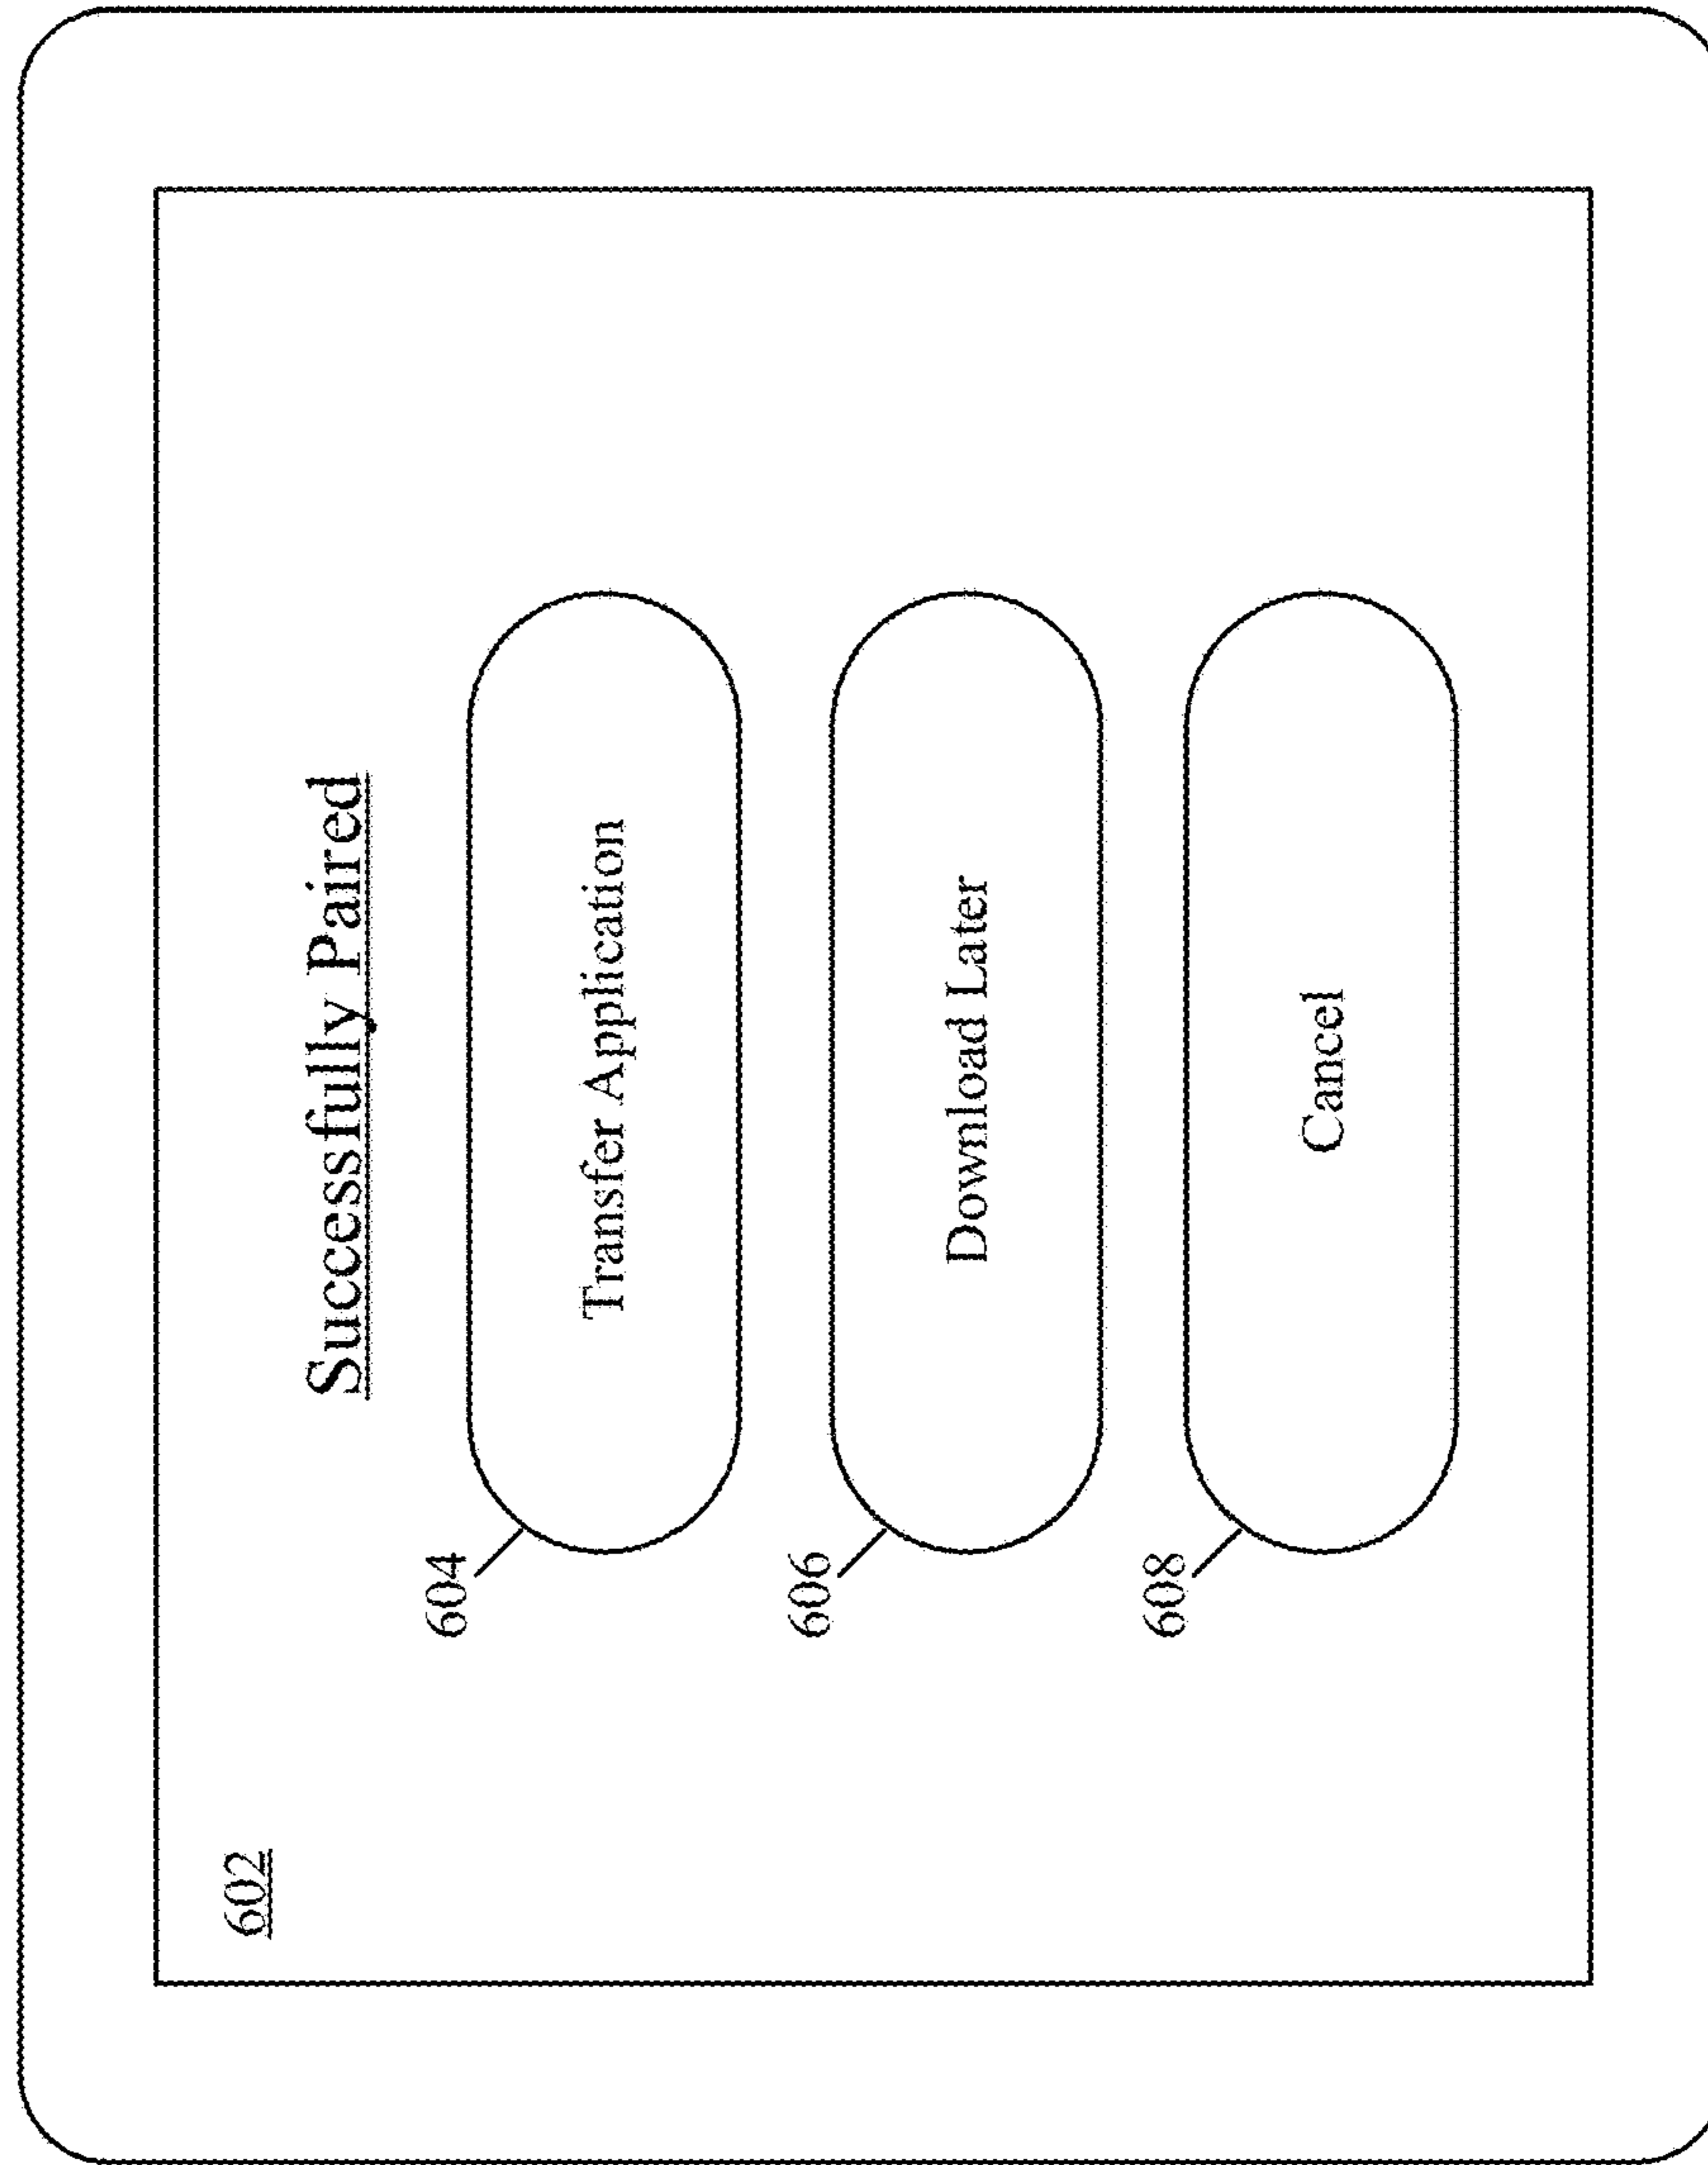 602
Successfully Paired
604
Transfer Application
606
Download Later
608
Cancel